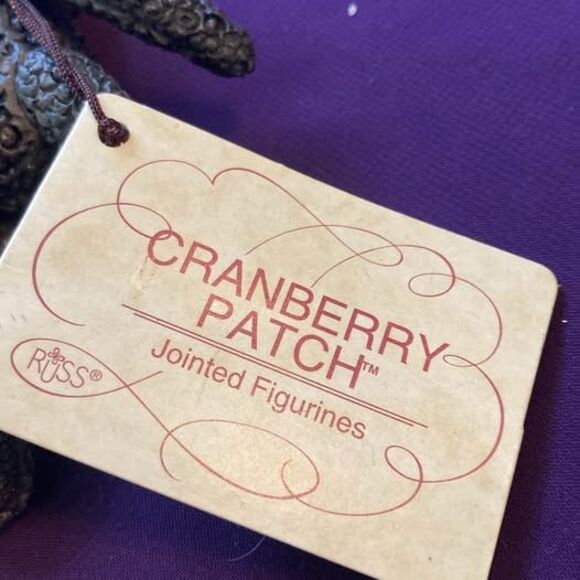 CRANBERRY
PATCH™
Jointed Figurines
RUSS®